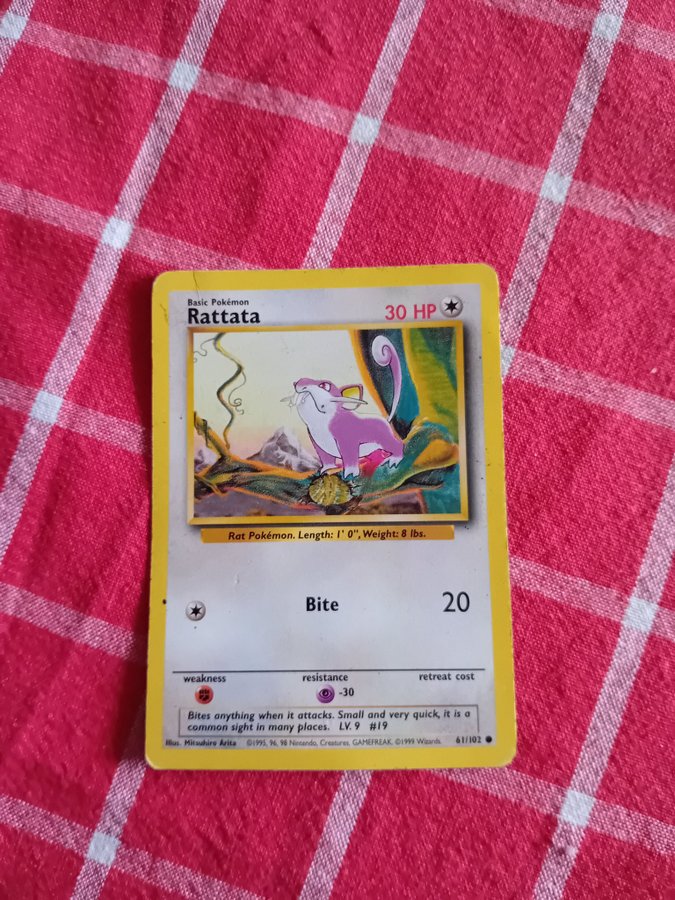 Basic Pokémon
Rattata
30 HP
Rat Pokémon. Length: 1' 0", Weight: 8 lbs.
Bite 20
weakness resistance retreat cost
-30
Bites anything when it attacks. Small and very quick, it is a
common sight in many places. LV. 9 #19
Illus. Mitsuhiro Arita ©1995, 96, 98 Nintendo, Creatures, GAMEFREAK. ©1999 Wizards. 61/102